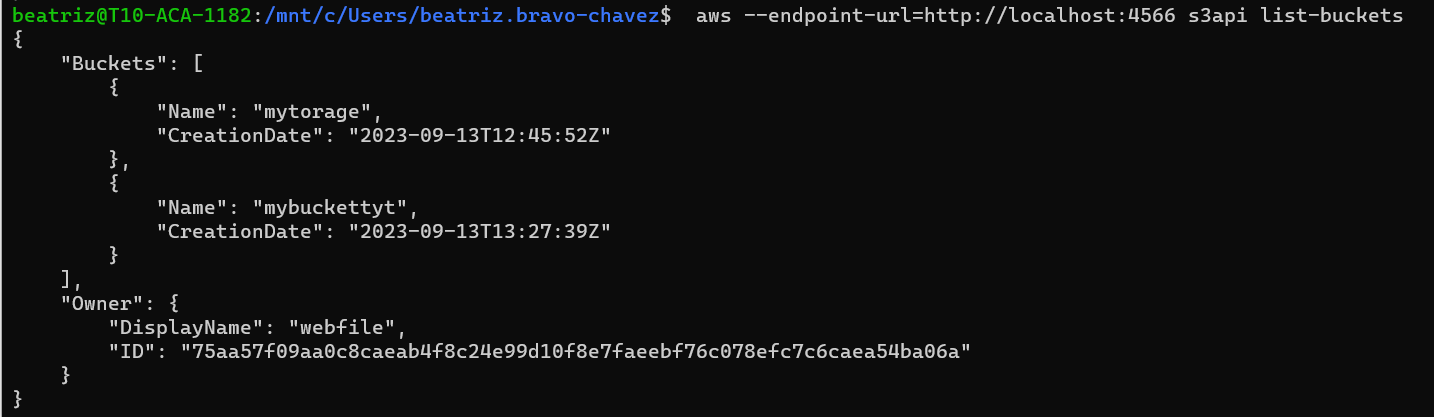 beatriz@T10-ACA-1182:/mnt/c/Users/beatriz.bravo-chavez$  aws --endpoint-url=http://localhost:4566 s3api list-buckets
{
    "Buckets": [
        {
            "Name": "mytorage",
            "CreationDate": "2023-09-13T12:45:52Z"
        },
        {
            "Name": "mybuckettyt",
            "CreationDate": "2023-09-13T13:27:39Z"
        }
    ],
    "Owner": {
        "DisplayName": "webfile",
        "ID": "75aa57f09aa0c8caeab4f8c24e99d10f8e7faeebf76c078efc7c6caea54ba06a"
    }
}